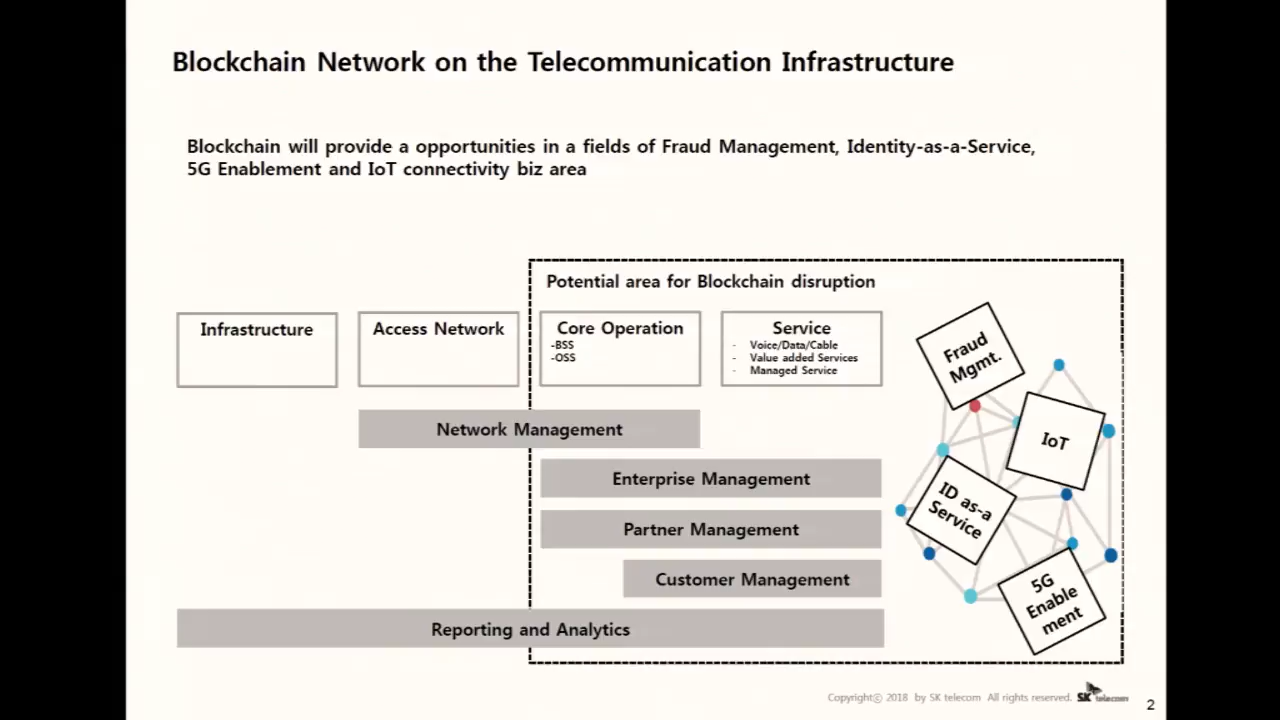 Blockchain Network on the Telecommunication Infrastructure
Blockchain will provide a opportunities in a fields of Fraud Management, Identity-as-a-Service,
5G Enablement and IoT connectivity biz area
Potential area for Blockchain disruption
Infrastructure
Access Network
Core Operation
-BSS
-OSS
Service
- Voice/Data/Cable
- Value added Services
- Managed Service
Fraud
Mgmt.
IoT
ID as-a
Service
5G
Enable
ment
Network Management
Enterprise Management
Partner Management
Customer Management
Reporting and Analytics
Copyrightⓒ 2018 by SK telecom All rights reserved.
SK telecom
2